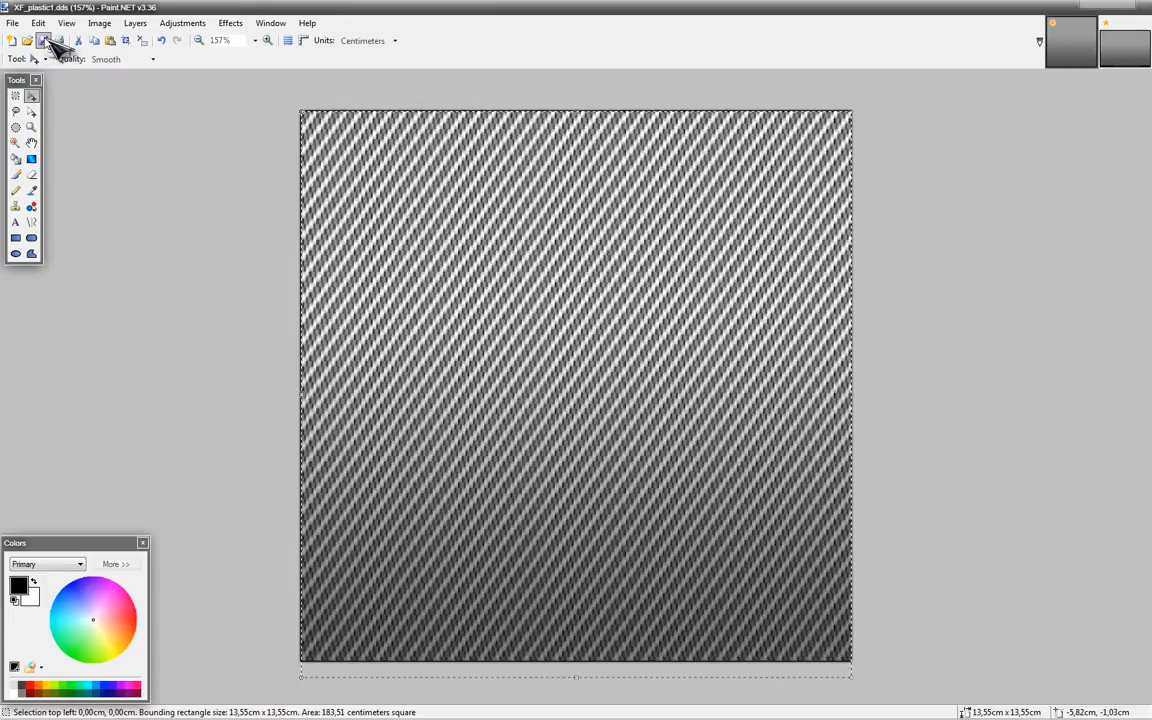 XF_plastic1.dds (157%) - Paint.NET v3.36
File Edit View Image Layers Adjustments Effects Window Help
157% Units: Centimeters
Tool: Quality: Smooth
Tools
Colors
Primary More >>
Selection top left: 0,00cm, 0,00cm. Bounding rectangle size: 13,55cm x 13,55cm. Area: 183,51 centimeters square
13,55cm x 13,55cm
-5,82cm, -1,03cm